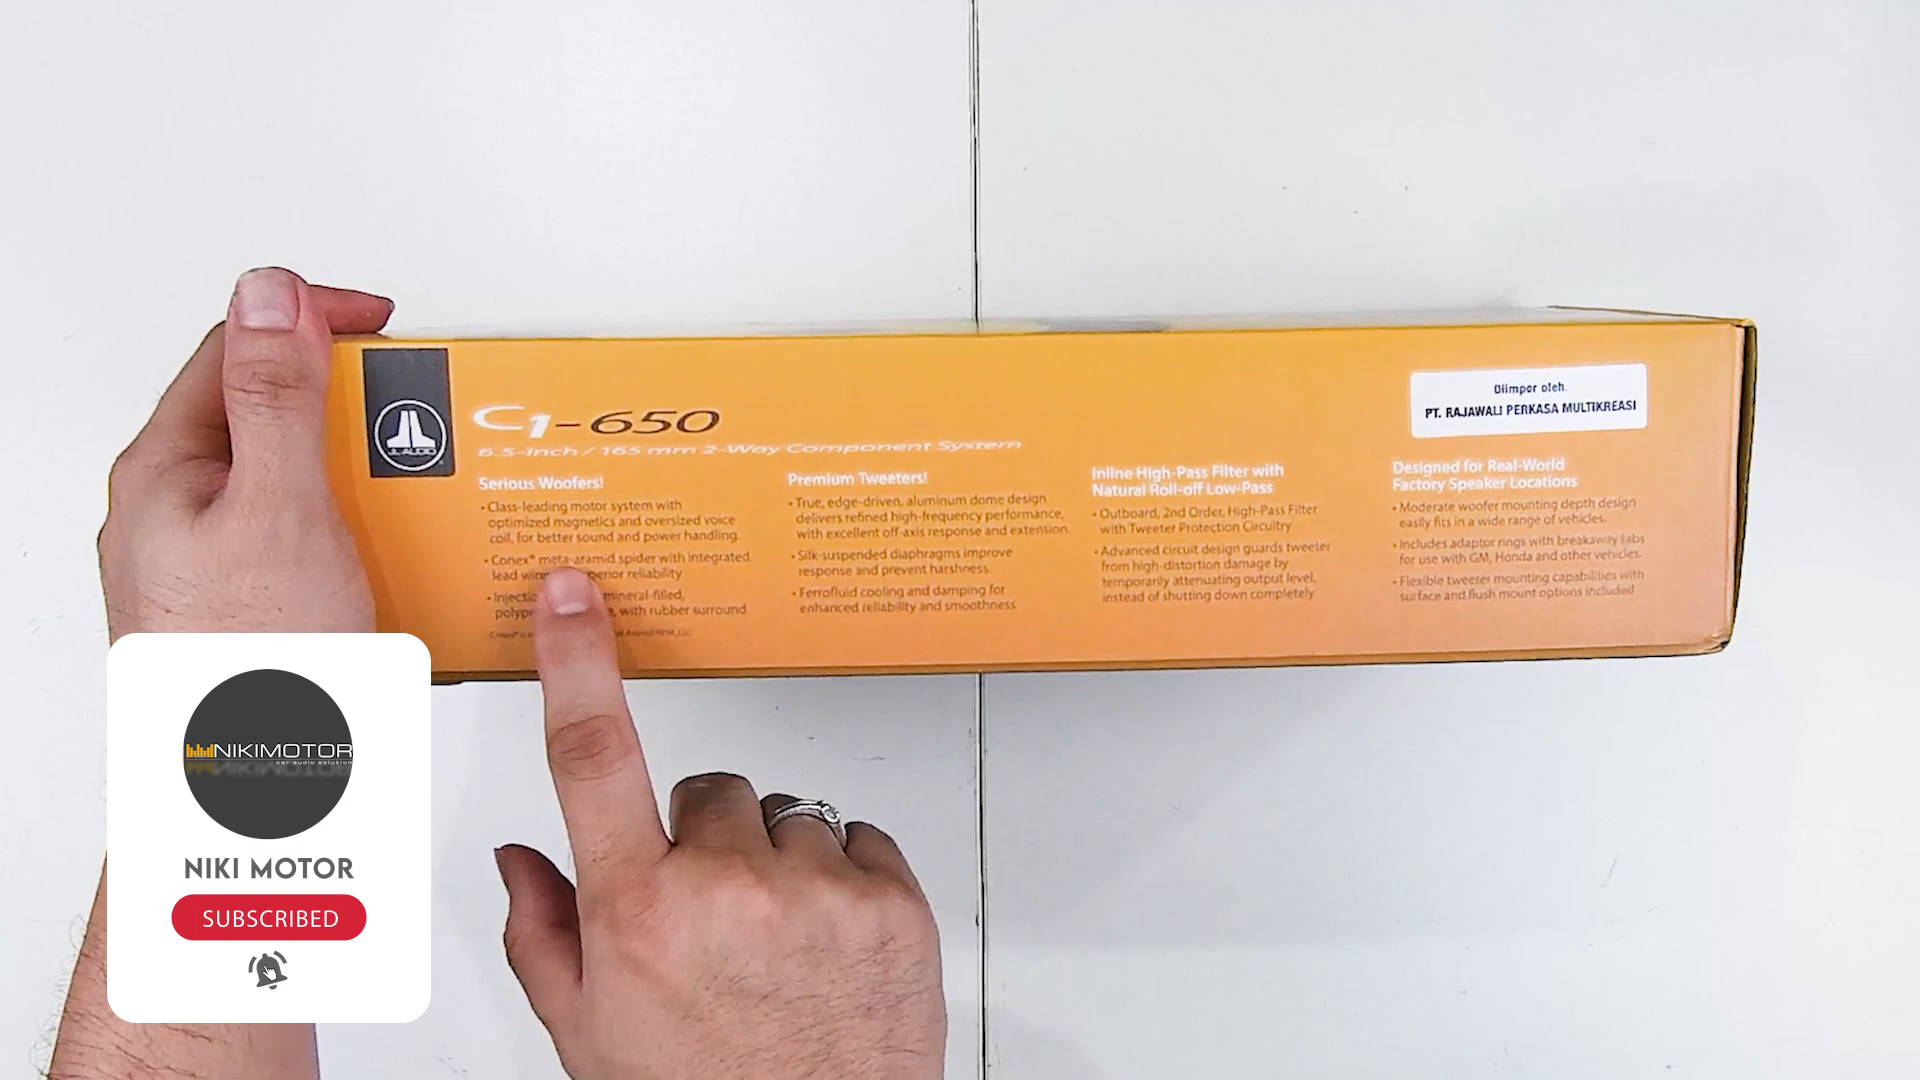 JL AUDIO
C1-650
6.5-Inch / 165 mm 2-Way Component System
Diimpor oleh.
PT. RAJAWALI PERKASA MULTIKREASI
Serious Woofers!
• Class-leading motor system with
optimized magnetics and oversized voice
coil, for better sound and power handling.
• Conex® meta-aramid spider with integrated
lead reliability
mineral-filled,
with rubber surround
Premium Tweeters!
• True, edge-driven, aluminum dome design
delivers refined high-frequency performance,
with excellent off-axis response and extension.
• Silk-suspended diaphragms improve
response and prevent harshness.
• Ferrofluid cooling and damping for
enhanced reliability and smoothness
Inline High-Pass Filter with
Natural Roll-off Low-Pass
• Outboard, 2nd Order, High-Pass Filter
with Tweeter Protection Circuitry
• Advanced circuit design guards tweeter
from high-distortion damage by
temporarily attenuating output level,
instead of shutting down completely.
Designed for Real-World
Factory Speaker Locations
• Moderate woofer mounting depth design
easily fits in a wide range of vehicles.
• Includes adaptor rings with breakaway tabs
for use with GM, Honda and other vehicles.
• Flexible tweeter mounting capabilities with
surface and flush mount options included
NIKIMOTOR
car audio solution
NIKI MOTOR
SUBSCRIBED